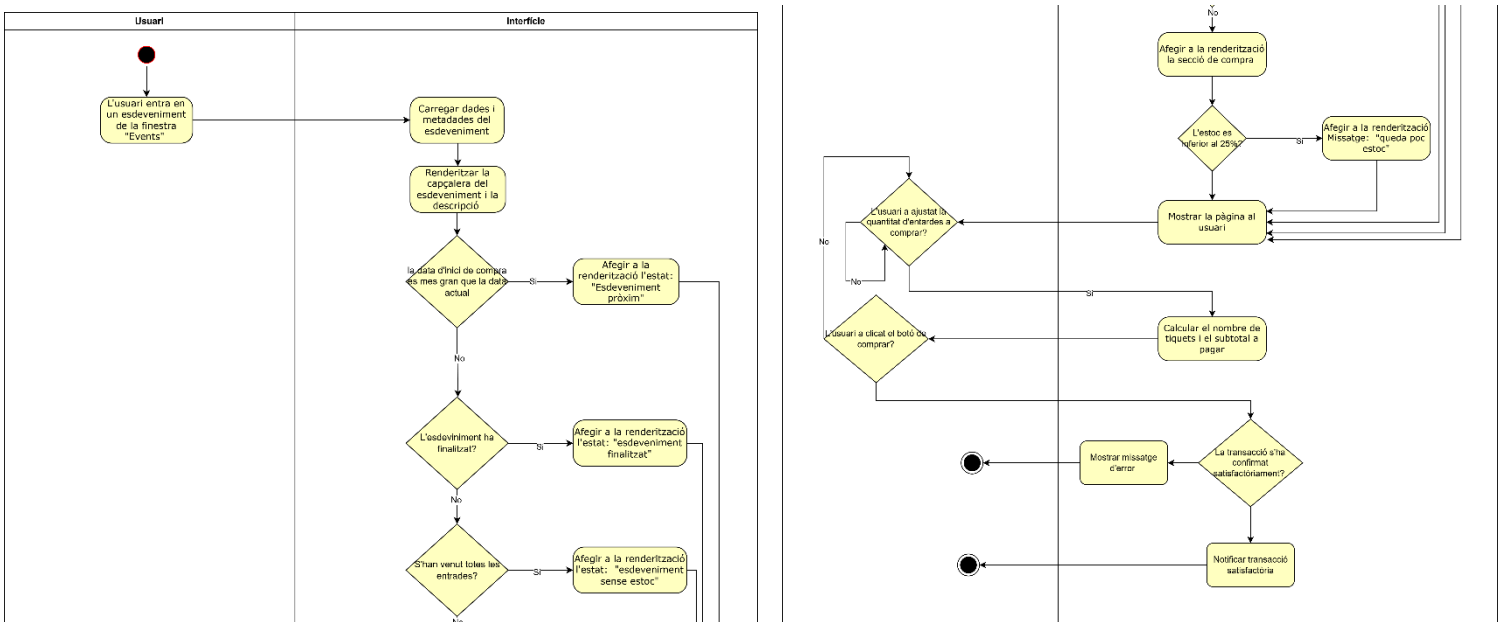 Usuari
Interfície
L'usuari entra en
un esdeveniment
de la finestra
"Events"
Carregar dades i
metadades del
esdeveniment
Renderitzar la
capçalera del
esdeveniment i la
descripció
la data d'inici de compra
es mes gran que la data
actual
Si
Afegir a la
renderització l'estat:
"Esdeveniment
pròxim"
No
L'esdeviniment ha
finalitzat?
Si
Afegir a la renderització
l'estat: "esdeveniment
finalitzat"
No
S'han venut totes les
entrades?
Si
Afegir a la renderització
l'estat: "esdeveniment
sense estoc"
No
No
Afegir a la renderització
la secció de compra
L'estoc es
inferior al 25%?
Si
Afegir a la renderització
Missatge: "queda poc
estoc"
Mostrar la pàgina al
usuari
L'usuari a ajustat la
quantitat d'entardes a
comprar?
No
No
Si
Calcular el nombre de
tiquets i el subtotal a
pagar
L'usuari a clicat el botó de
comprar?
La transacció s'ha
confirmat
satisfactòriament?
Mostrar missatge
d'error
Notificar transacció
satisfactòria